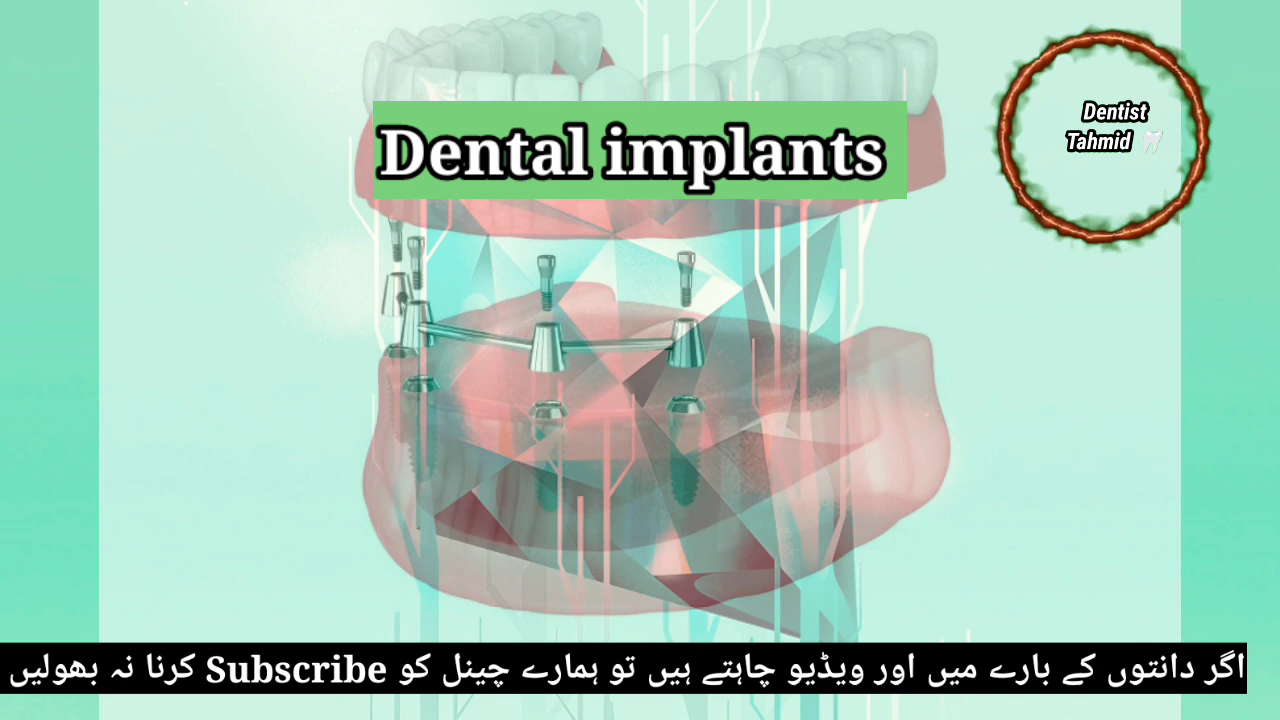 Dental implants
Dentist
Tahmid 🦷
اگر دانتوں کے بارے میں اور ویڈیو چاہتے ہیں تو ہمارے چینل کو Subscribe کرنا نہ بھولیں